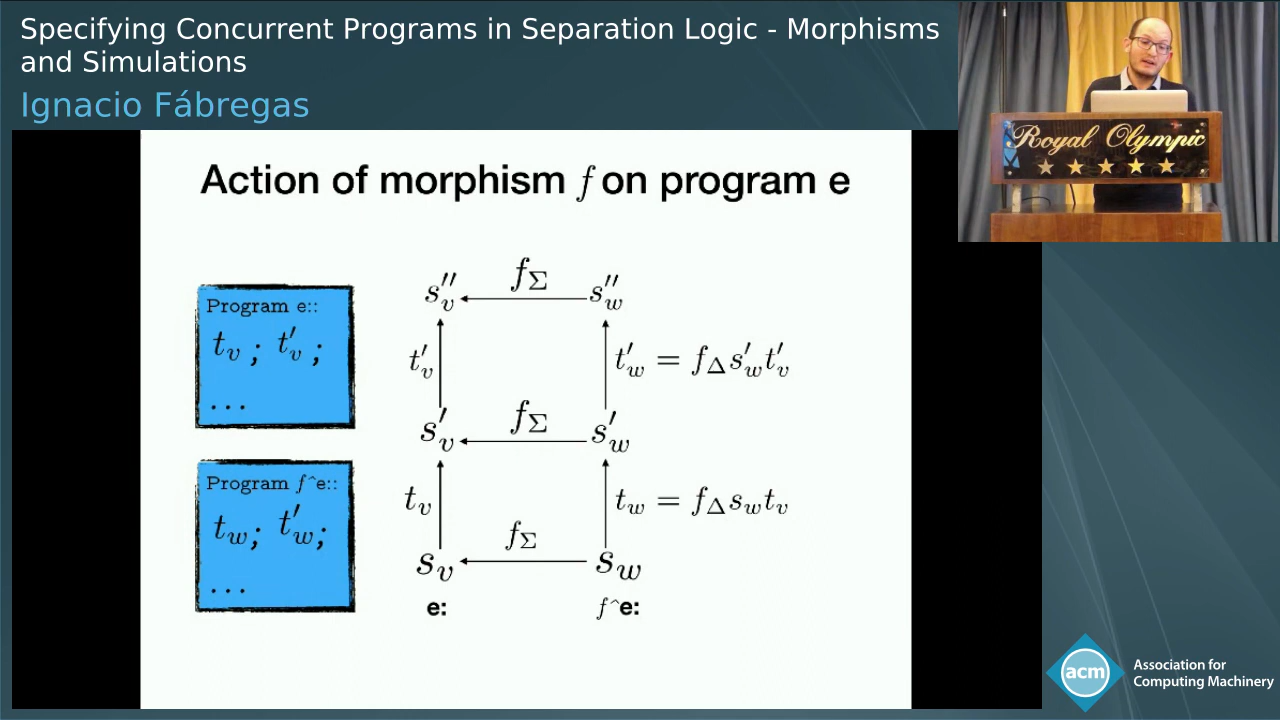 Specifying Concurrent Programs in Separation Logic - Morphisms
and Simulations
Ignacio Fábregas
Royal Olympic
Action of morphism f on program e
Program e::
t_v ; t′_v ;
...
Program f^e::
t_w; t′_w;
...
s″_v f_Σ s″_w
t′_v t′_w = f_Δ s′_w t′_v
s′_v f_Σ s′_w
t_v t_w = f_Δ s_w t_v
s_v f_Σ s_w
e: f^e:
acm
Association for
Computing Machinery